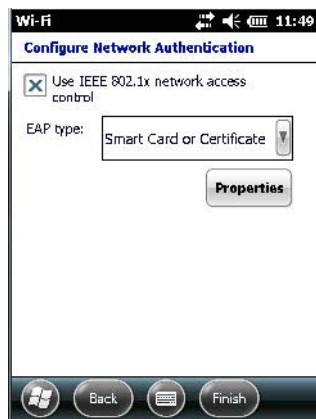 Wi-Fi 11:49
Configure Network Authentication
Use IEEE 802.1x network access
control
EAP type:
Smart Card or Certificate
Properties
Back Finish